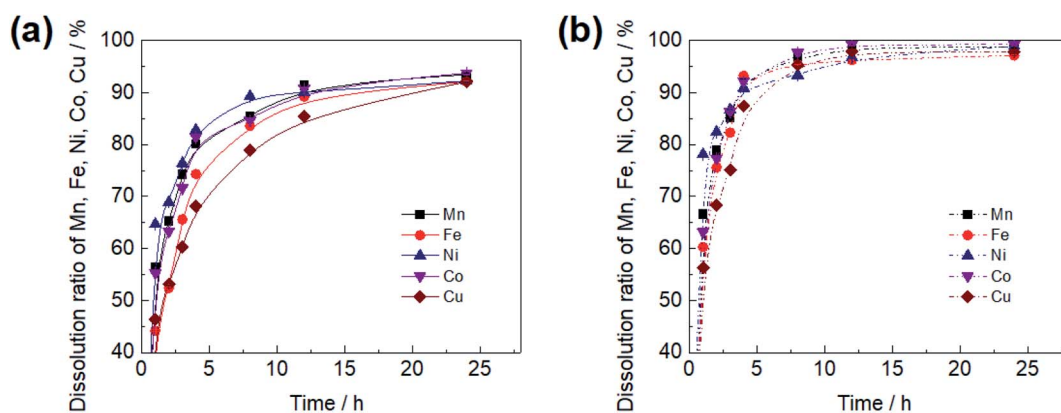 (a)
Dissolution ratio of Mn, Fe, Ni, Co, Cu / %
100
90
80
70
60
50
40
0 5 10 15 20 25
Time / h
Mn
Fe
Ni
Co
Cu
(b)
Dissolution ratio of Mn, Fe, Ni, Co, Cu / %
100
90
80
70
60
50
40
0 5 10 15 20 25
Time / h
Mn
Fe
Ni
Co
Cu